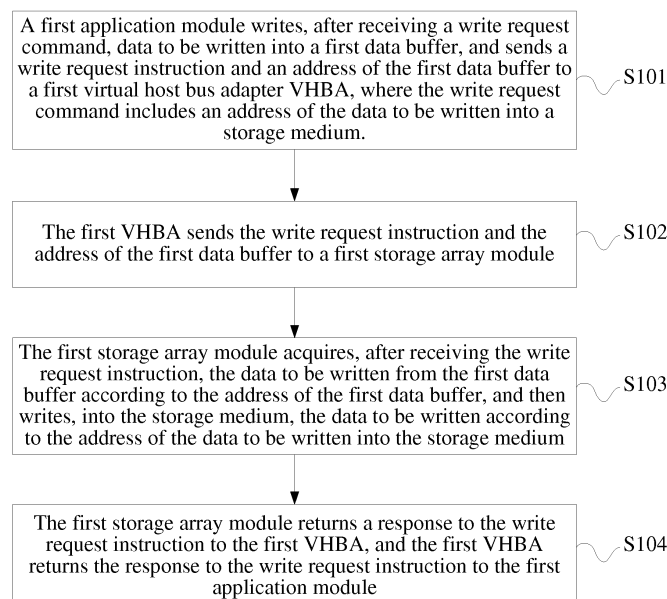 A first application module writes, after receiving a write request
command, data to be written into a first data buffer, and sends a
write request instruction and an address of the first data buffer to
a first virtual host bus adapter VHBA, where the write request
command includes an address of the data to be written into a
storage medium.
S101
The first VHBA sends the write request instruction and the
address of the first data buffer to a first storage array module
S102
The first storage array module acquires, after receiving the write
request instruction, the data to be written from the first data
buffer according to the address of the first data buffer, and then
writes, into the storage medium, the data to be written according
to the address of the data to be written into the storage medium
S103
The first storage array module returns a response to the write
request instruction to the first VHBA, and the first VHBA
returns the response to the write request instruction to the first
application module
S104